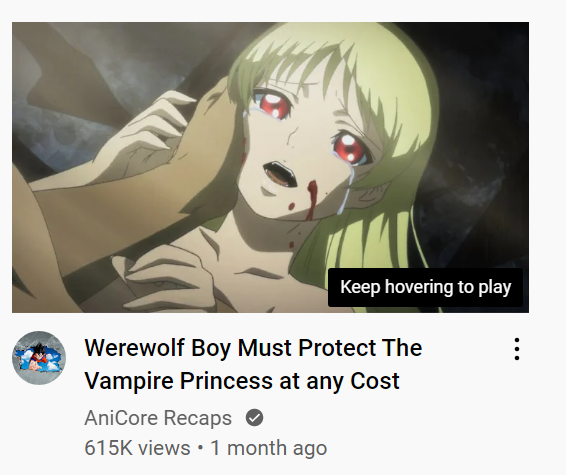 Keep hovering to play
Werewolf Boy Must Protect The
Vampire Princess at any Cost
AniCore Recaps
615K views • 1 month ago